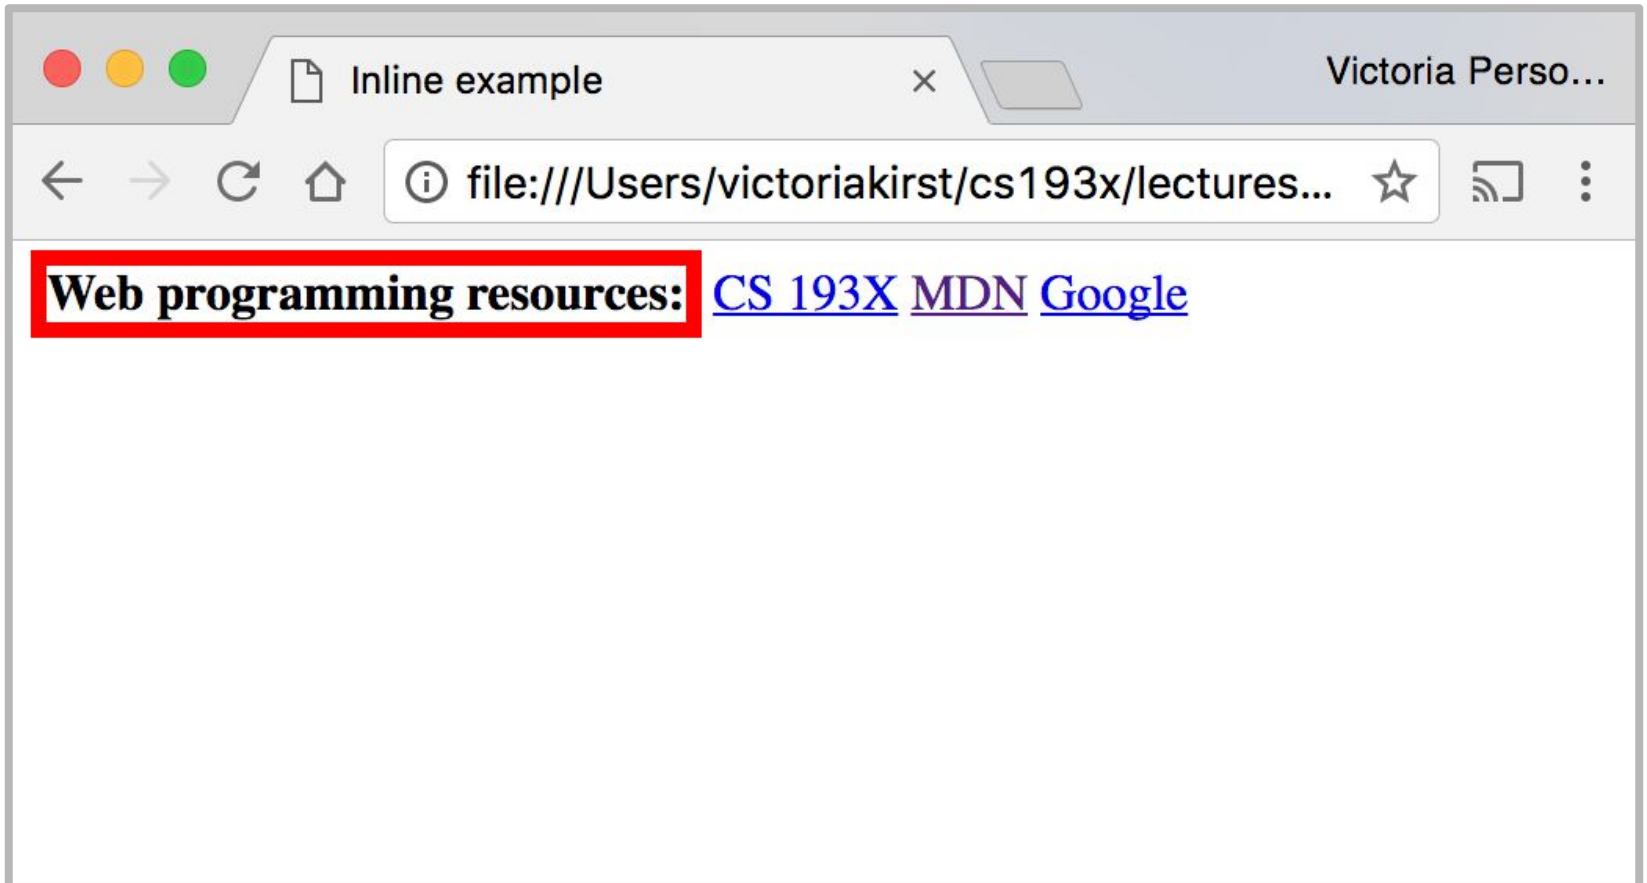 Inline example
Victoria Perso...
file:///Users/victoriakirst/cs193x/lectures...
Web programming resources: CS 193X MDN Google